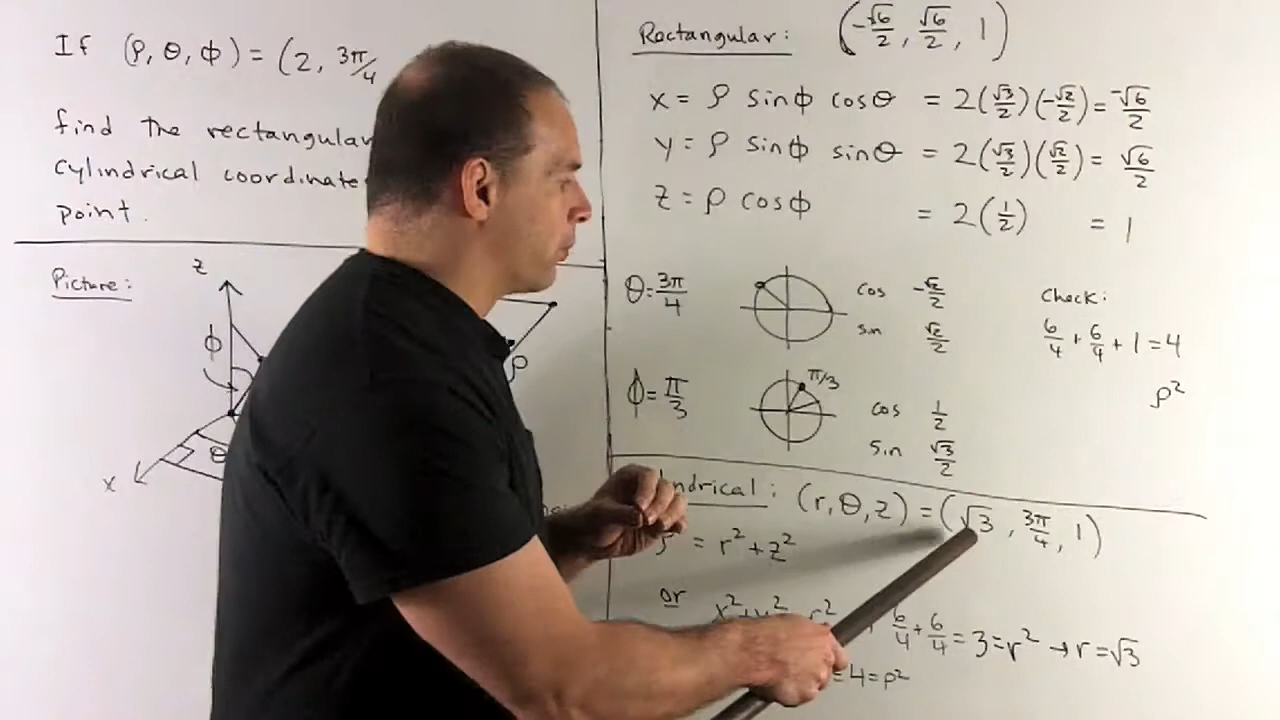 If (ρ, θ, ϕ) = (2, 3π/4
find the rectangular
cylindrical coordinate
point.
Picture:
z
ϕ
ρ
θ
x
Rectangular: (-√6/2, √6/2, 1)
x = ρ sinϕ cosθ = 2(√3/2)(-√2/2) = -√6/2
y = ρ sinϕ sinθ = 2(√3/2)(√2/2) = √6/2
z = ρ cosϕ = 2(1/2) = 1
θ = 3π/4
cos -√2/2
sin √2/2
Check:
6/4 + 6/4 + 1 = 4
ρ²
ϕ = π/3
π/3
cos 1/2
sin √3/2
ndrical: (r, θ, z) = (√3, 3π/4, 1)
= r² + z²
or
6/4 + 6/4 = 3 = r² → r = √3
= 4 = ρ²